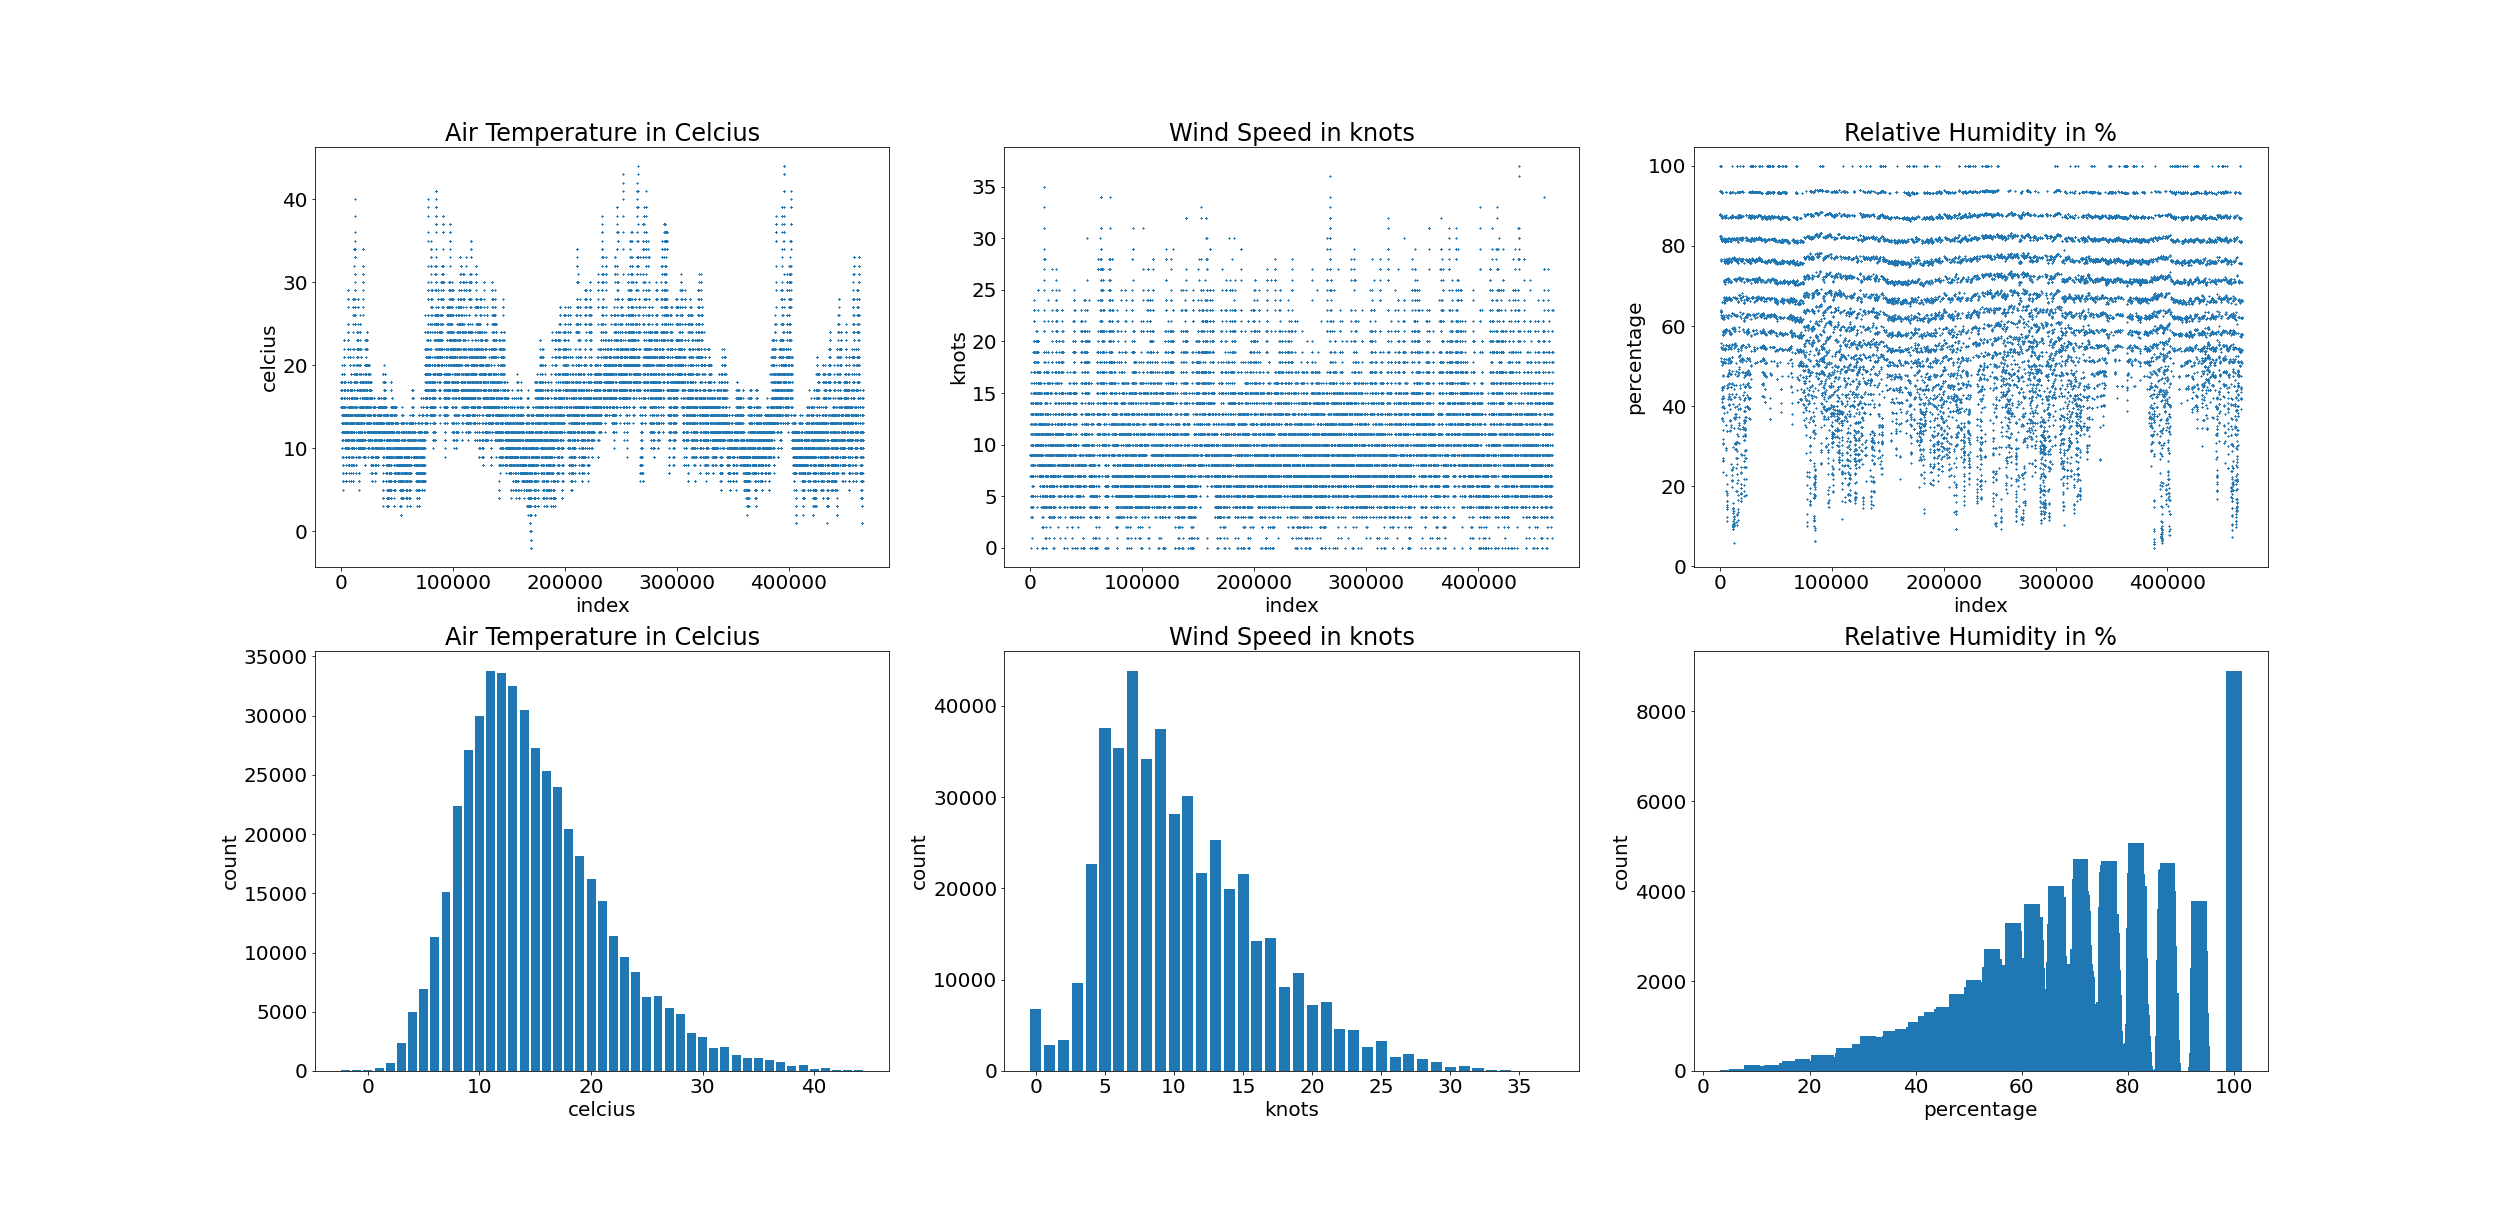 Air Temperature in Celcius
celcius
40
30
20
10
0
0 100000 200000 300000 400000
index
Wind Speed in knots
knots
35
30
25
20
15
10
5
0
0 100000 200000 300000 400000
index
Relative Humidity in %
percentage
100
80
60
40
20
0
0 100000 200000 300000 400000
index
Air Temperature in Celcius
count
35000
30000
25000
20000
15000
10000
5000
0
0 10 20 30 40
celcius
Wind Speed in knots
count
40000
30000
20000
10000
0
0 5 10 15 20 25 30 35
knots
Relative Humidity in %
count
8000
6000
4000
2000
0
0 20 40 60 80 100
percentage